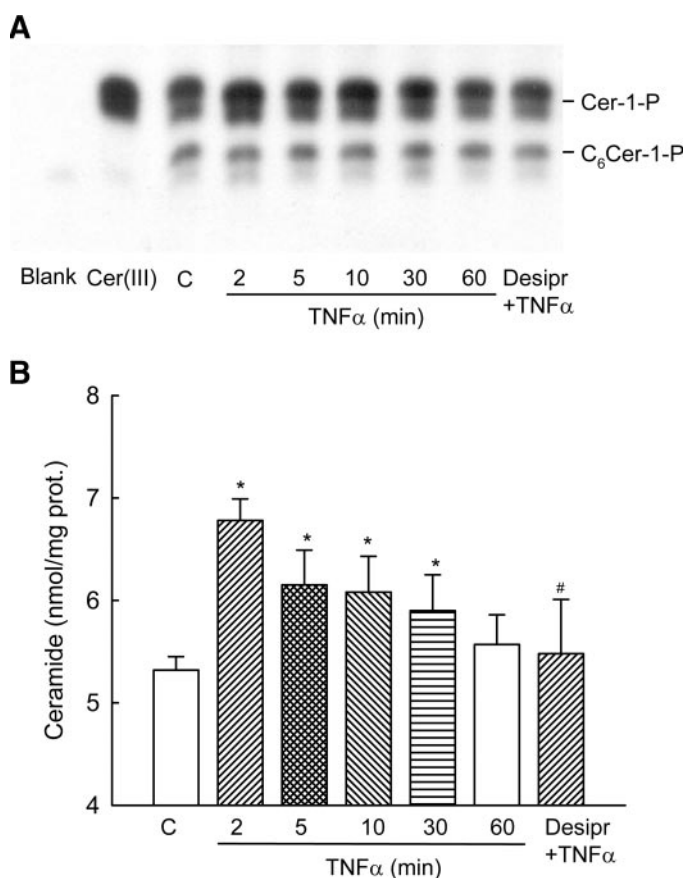 A
Cer-1-P
C₆Cer-1-P
Blank Cer(III) C 2 5 10 30 60 Desipr
+TNFα
TNFα (min)
B
Ceramide (nmol/mg prot.)
8
7
6
5
4
* * * * #
C 2 5 10 30 60 Desipr
+TNFα
TNFα (min)